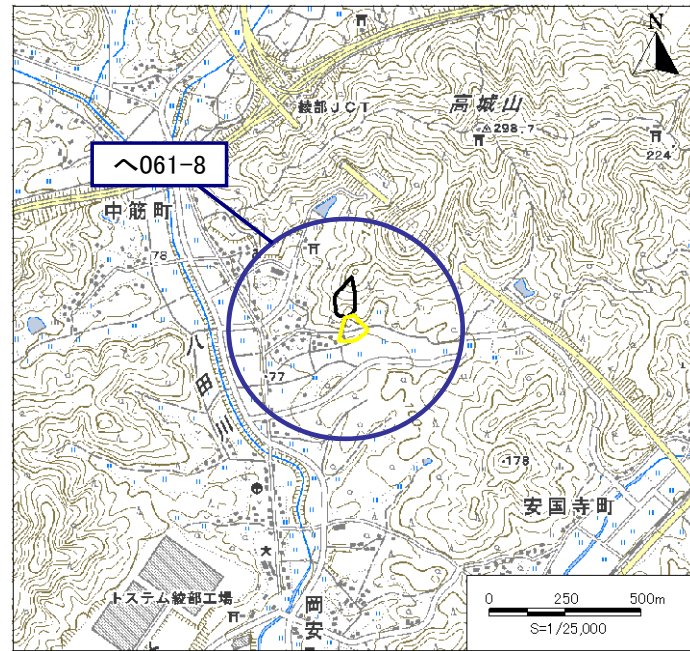 N
綾部JCT
高城山
298.7
224
へ061-8
中筋町
78
八田川
77
178
安国寺町
トステム綾部工場
岡安
0 250 500m
S=1/25,000